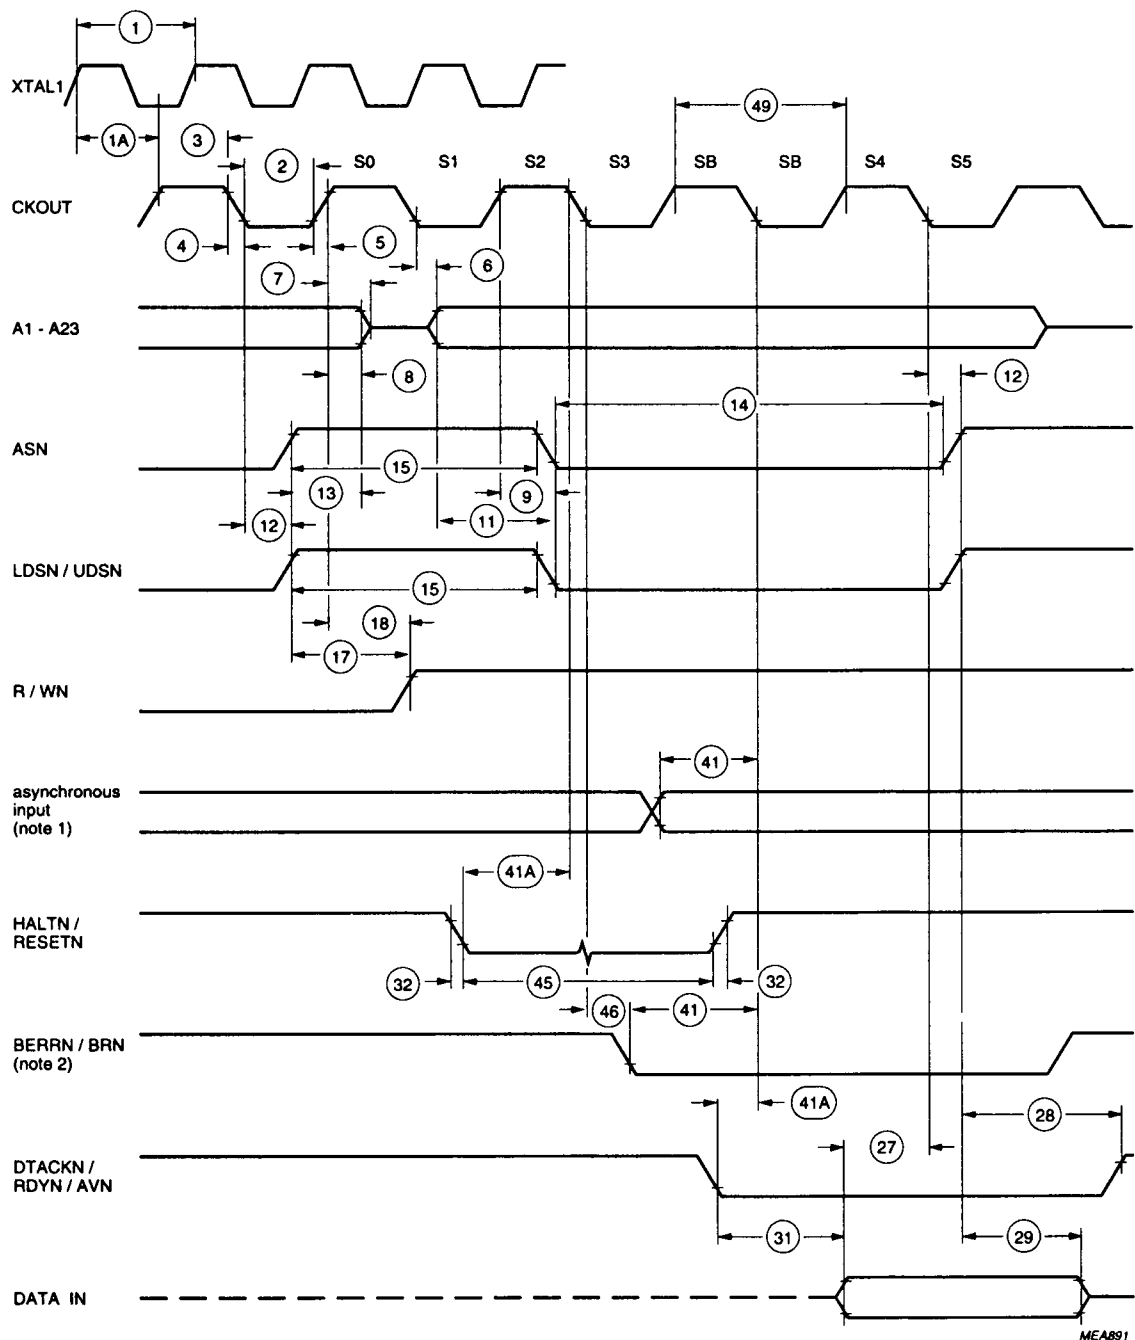 1
XTAL1
1A
3
49
2
S0 S1 S2 S3 SB SB S4 S5
CKOUT
4
5
6
7
A1 - A23
8
12
14
ASN
15
13
9
12
11
LDSN / UDSN
15
18
17
R / WN
41
asynchronous
input
(note 1)
41A
HALTN /
RESETN
32
45
32
46
41
BERRN / BRN
(note 2)
41A
28
27
DTACKN /
RDYN / AVN
31
29
DATA IN
MEA891